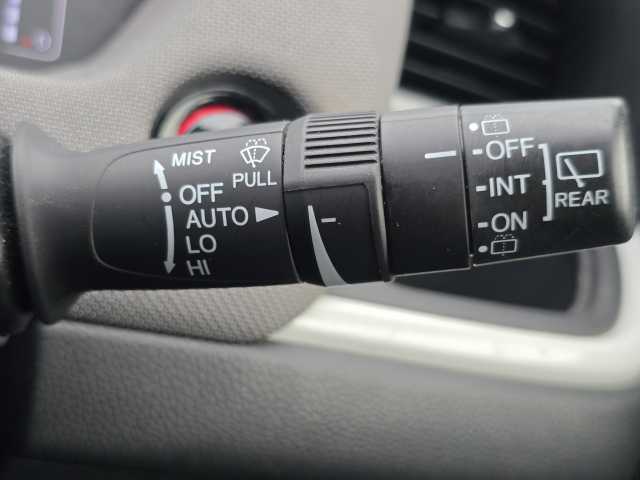 MIST
PULL
OFF
AUTO
LO
HI
OFF
INT
ON
REAR